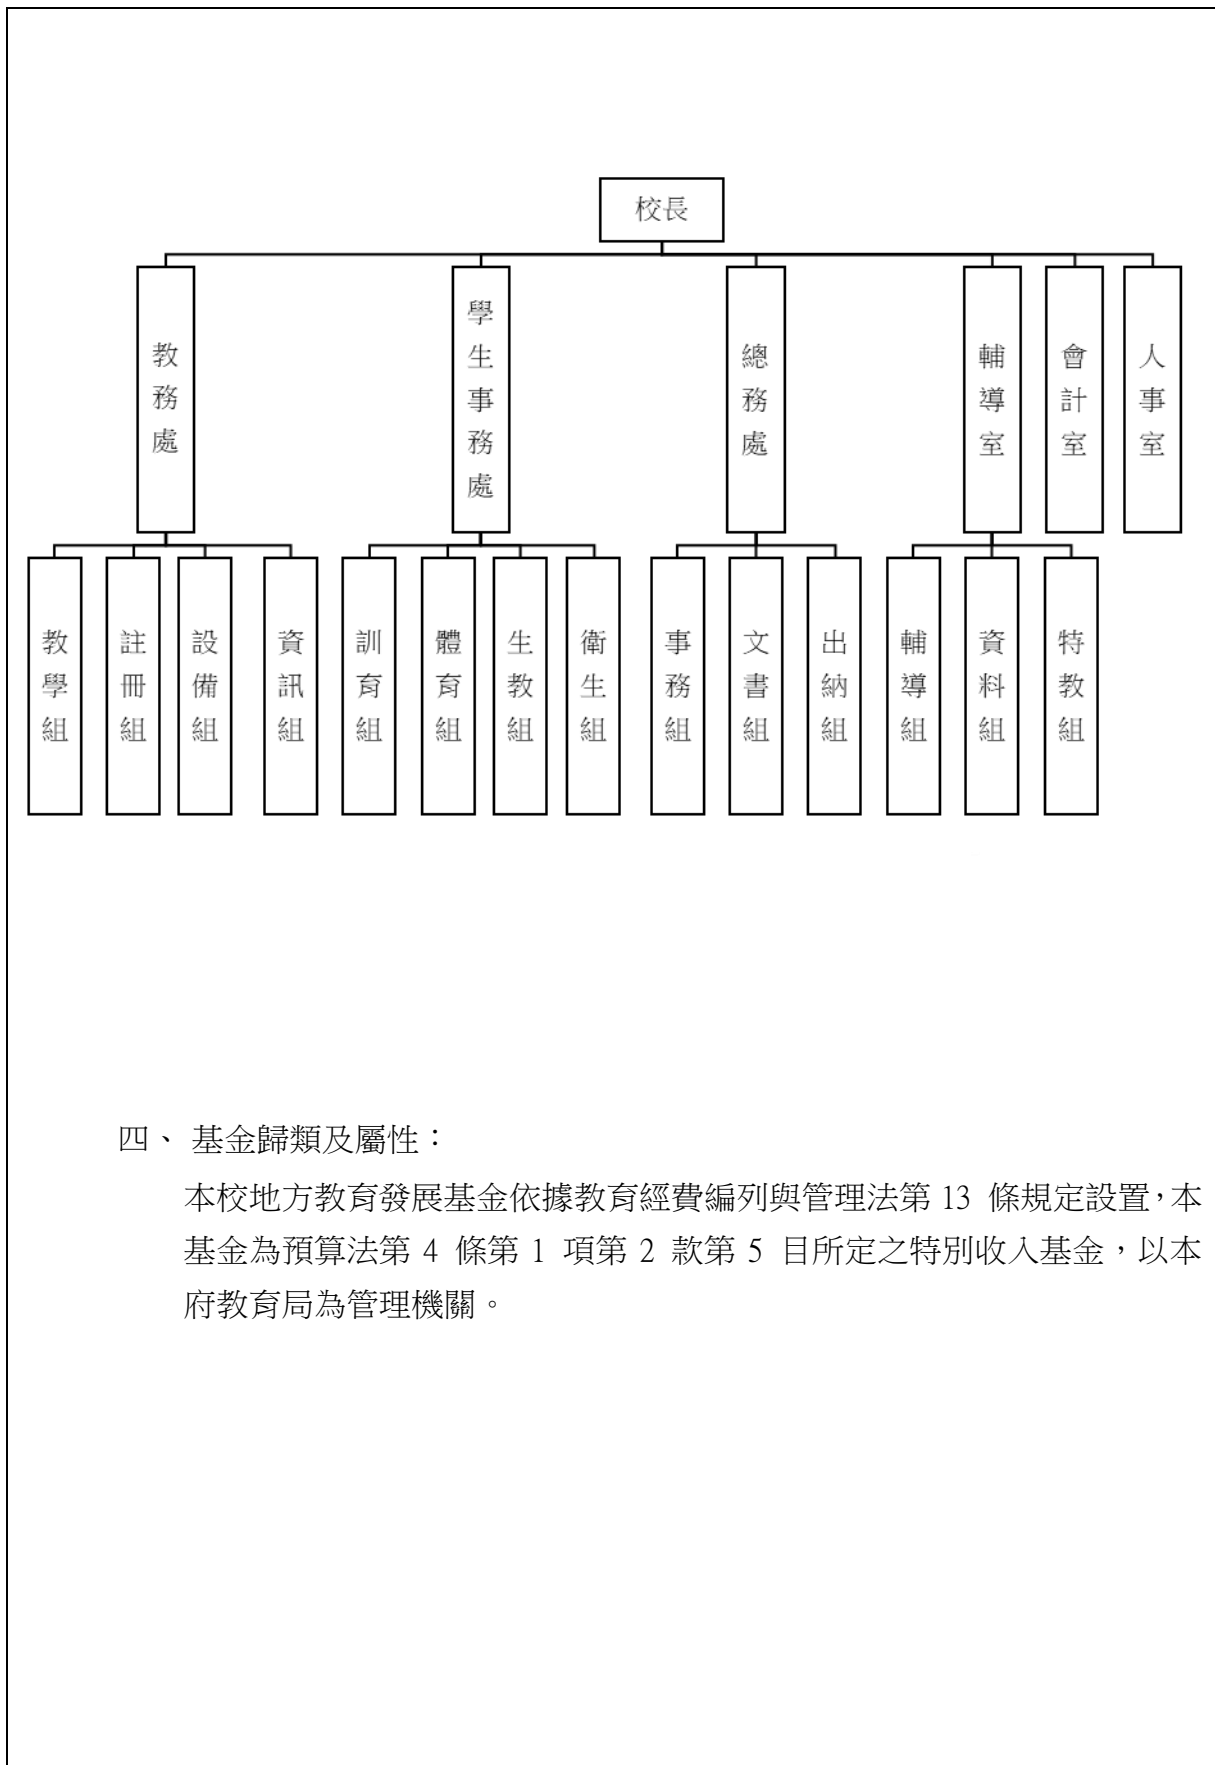 校長
教務處
學生事務處
總務處
輔導室
會計室
人事室
教學組
註冊組
設備組
資訊組
訓育組
體育組
生教組
衛生組
事務組
文書組
出納組
輔導組
資料組
特教組
四、 基金歸類及屬性：
本校地方教育發展基金依據教育經費編列與管理法第 13 條規定設置，本
基金為預算法第 4 條第 1 項第 2 款第 5 目所定之特別收入基金，以本
府教育局為管理機關。